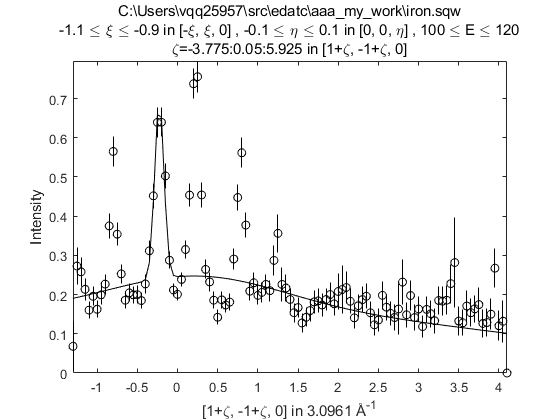 C:\Users\vqq25957\src\edatc\aaa_my_work\iron.sqw
-1.1 ≤ ξ ≤ -0.9 in [-ξ, ξ, 0] , -0.1 ≤ η ≤ 0.1 in [0, 0, η] , 100 ≤ E ≤ 120
ζ=-3.775:0.05:5.925 in [1+ζ, -1+ζ, 0]
Intensity
0.7
0.6
0.5
0.4
0.3
0.2
0.1
0
-1 -0.5 0 0.5 1 1.5 2 2.5 3 3.5 4
[1+ζ, -1+ζ, 0] in 3.0961 Å-1